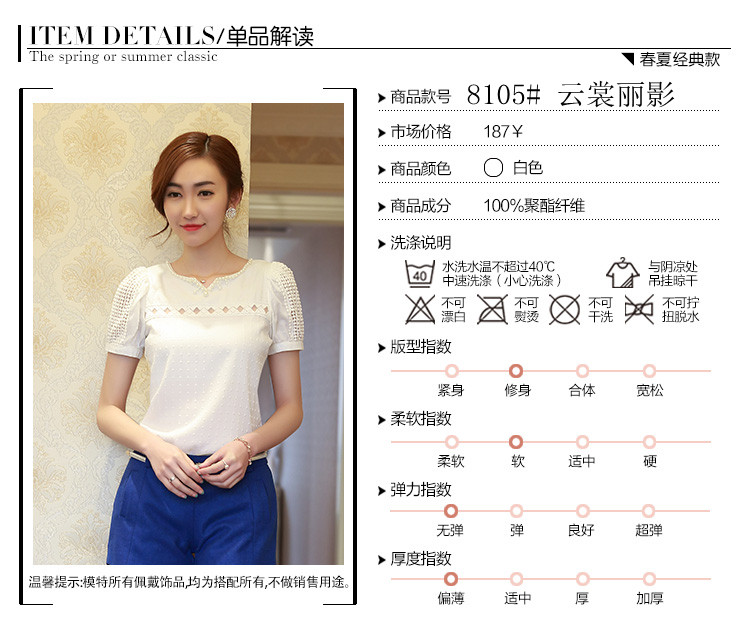 ITEM DETAILS/单品解读
The spring or summer classic
春夏经典款
商品款号 8105# 云裳丽影
市场价格 187￥
商品颜色 白色
商品成分 100%聚酯纤维
洗涤说明
40 水洗水温不超过40℃ 与阴凉处
中速洗涤（小心洗涤） 吊挂晾干
不可 不可 不可 不可拧
漂白 熨烫 干洗 扭脱水
版型指数
紧身 修身 合体 宽松
柔软指数
柔软 软 适中 硬
弹力指数
无弹 弹 良好 超弹
厚度指数
偏薄 适中 厚 加厚
温馨提示:模特所有佩戴饰品,均为搭配所有,不做销售用途。